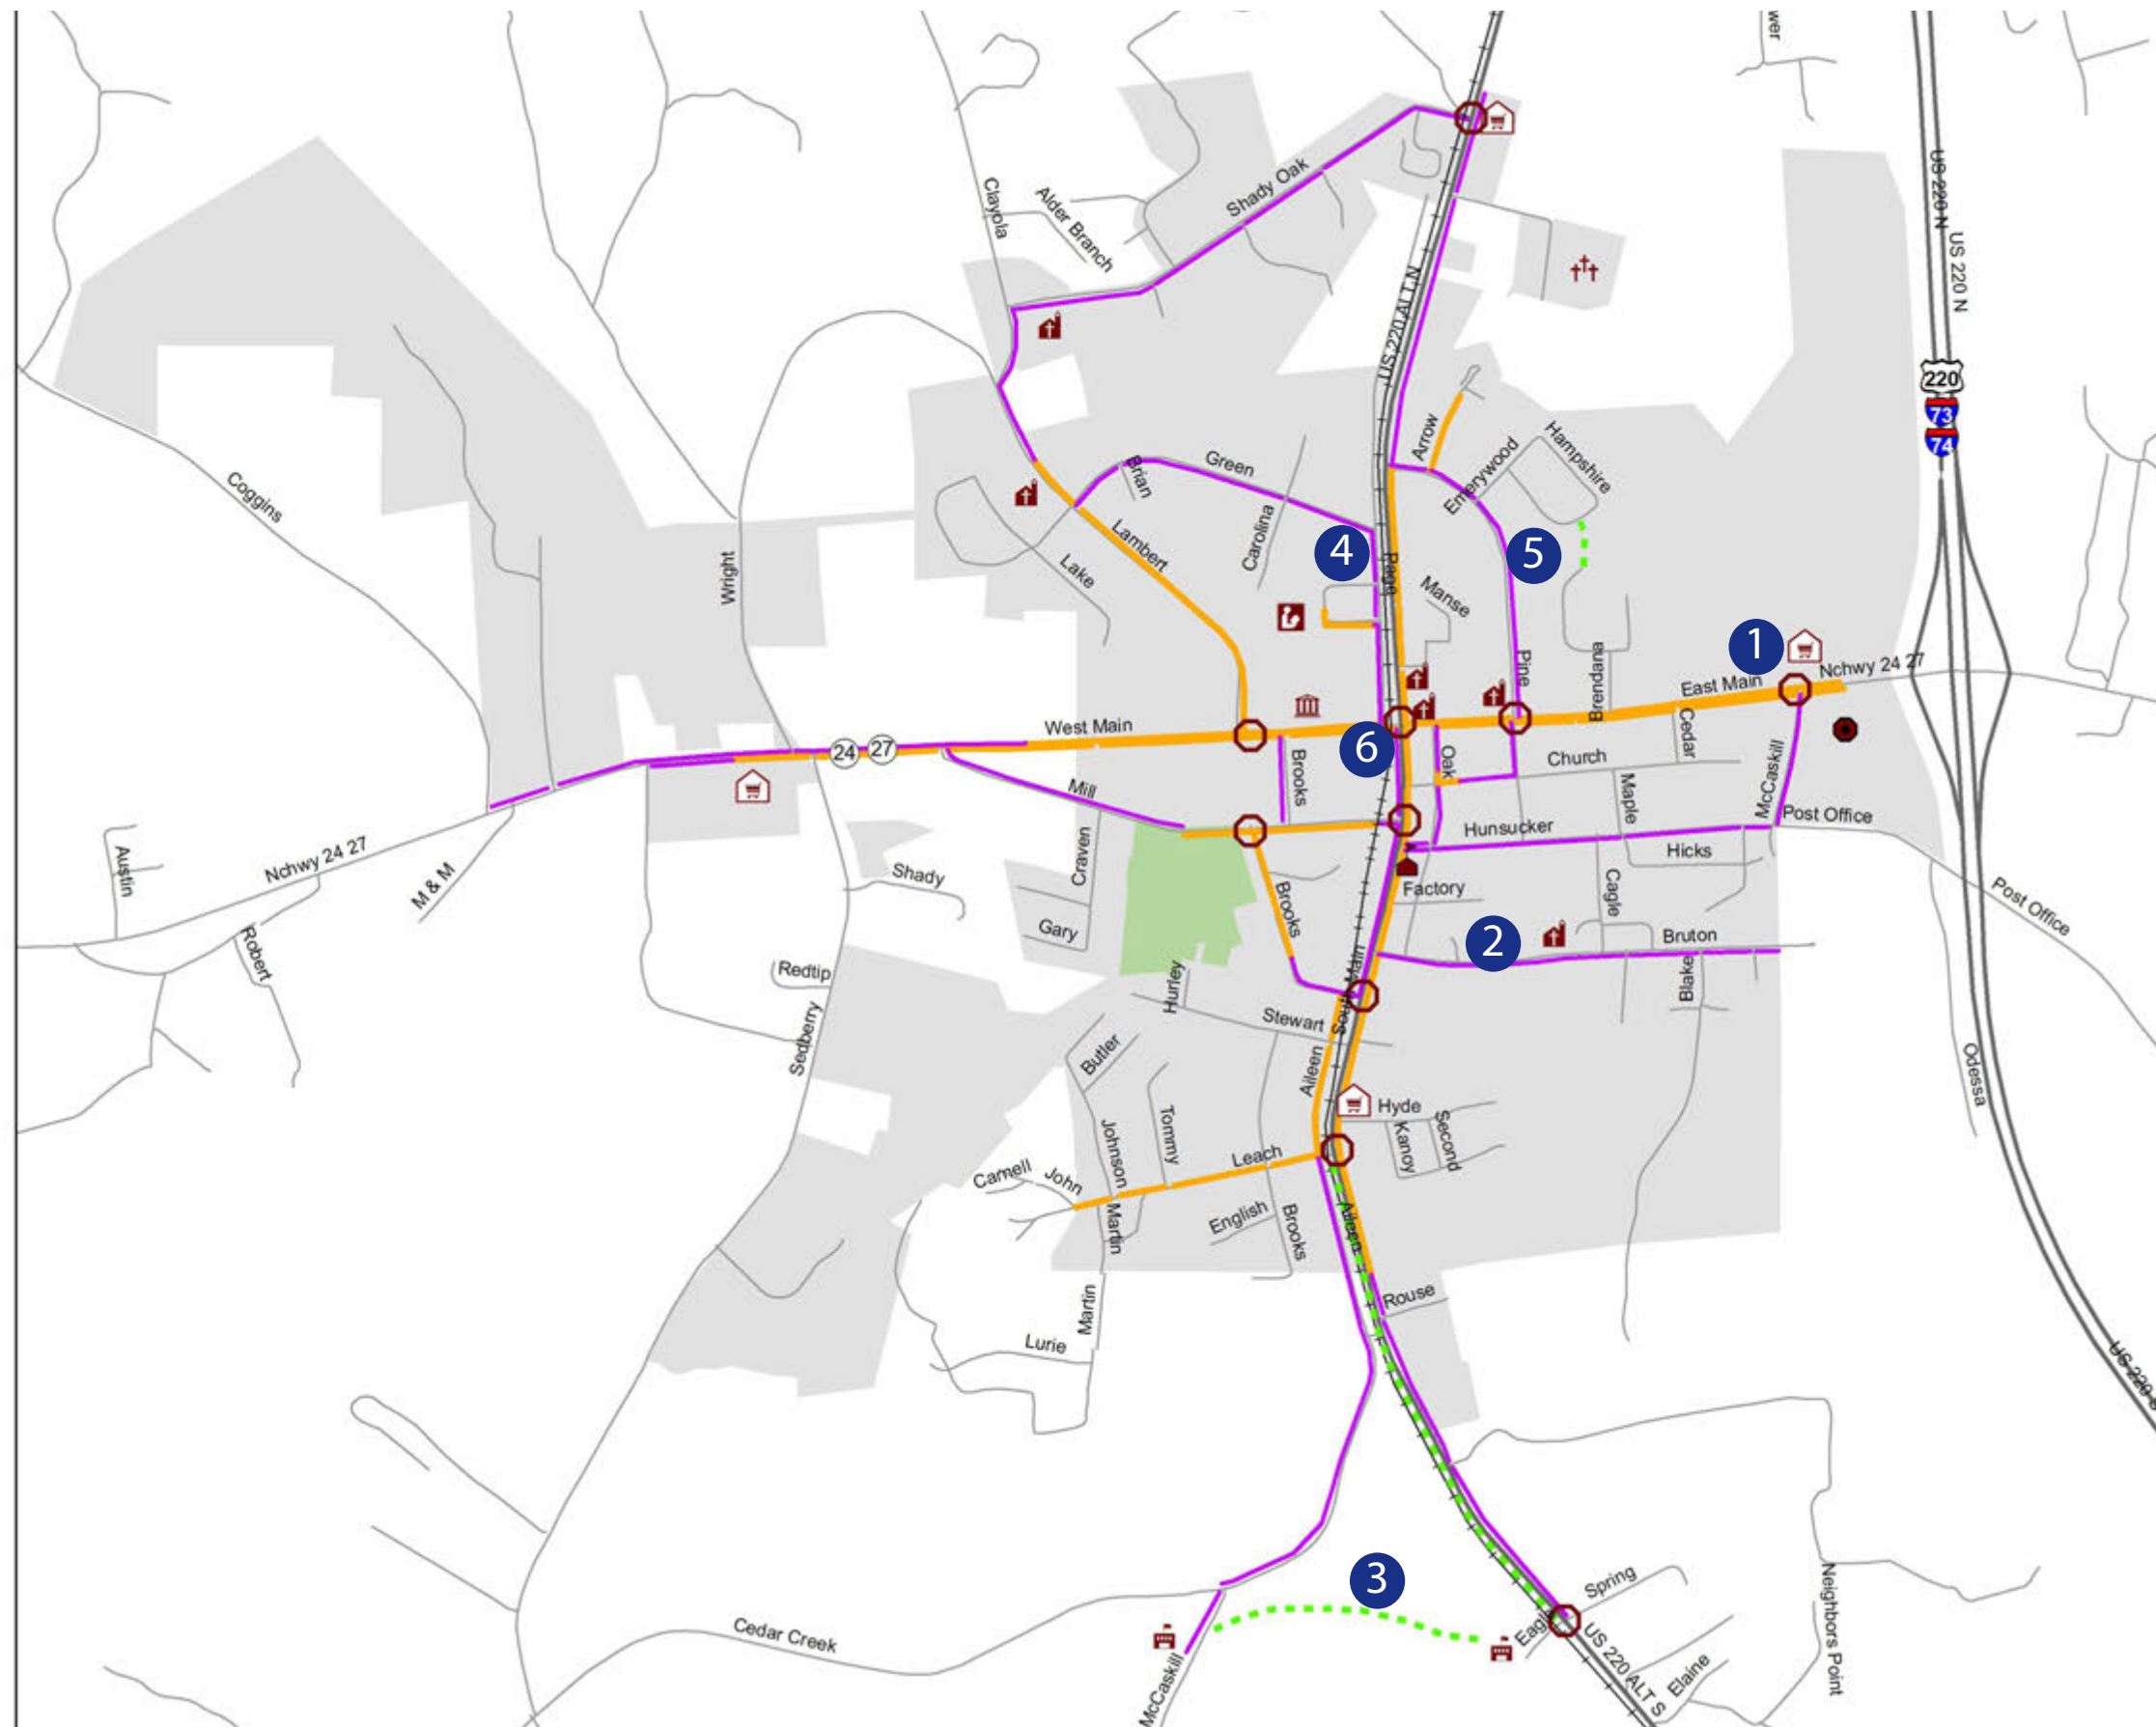 wer
US 220 N
US 220 N
Clayola
Alder Branch
Shady Oak
US 220 ALT N
220
73
74
Arrow
Emerywood
Hampshire
Green
Brian
Carolina
Coggins
Lambert
Lake
Wright
4
Page
5
Manse
Pine
1
Nchwy 24 27
East Main
West Main
24
27
6
Brooks
Oak
Church
Cedar
Maple
McCaskill
Post Office
Mill
Hunsucker
Hicks
Nchwy 24 27
Austin
M & M
Shady
Craven
Gary
Brooks
Factory
Cagle
Post Office
2
Bruton
Blake
Robert
Redtip
Hurley
South Main
Stewart
Sedberry
Butler
Aileen
Odessa
Hyde
Kanoy
Second
Johnson
Tommy
Leach
Camell
John
Martin
English
Brooks
Aileen
Rouse
Martin
Lurie
3
Spring
US 220 ALT S
Elaine
Neighbors Point
Cedar Creek
McCaskill